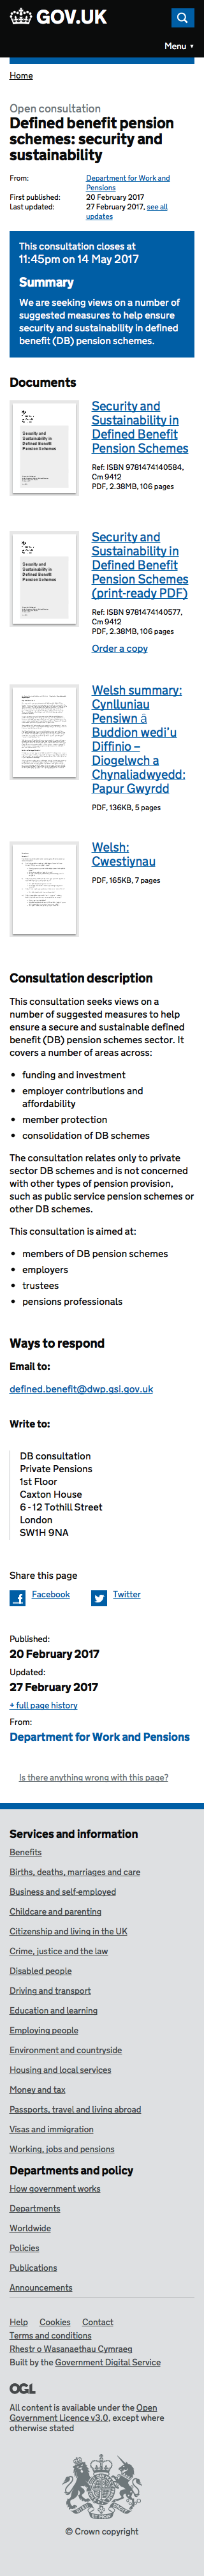 GOV.UK
Menu ▼
Home
Open consultation
Defined benefit pension
schemes: security and
sustainability
From:
Department for Work and
Pensions
First published:
20 February 2017
Last updated:
27 February 2017, see all
updates
This consultation closes at
11:45pm on 14 May 2017
Summary
We are seeking views on a number of
suggested measures to help ensure
security and sustainability in defined
benefit (DB) pension schemes.
Documents
Security and
Sustainability in
Defined Benefit
Pension Schemes
Security and
Sustainability in
Defined Benefit
Pension Schemes
Ref: ISBN 9781474140584,
Cm 9412
PDF, 2.38MB, 106 pages
Security and
Sustainability in
Defined Benefit
Pension Schemes
Security and
Sustainability in
Defined Benefit
Pension Schemes
(print-ready PDF)
Ref: ISBN 9781474140577,
Cm 9412
PDF, 2.38MB, 106 pages
Order a copy
Welsh summary:
Cynlluniau
Pensiwn â
Buddion wedi’u
Diffinio –
Diogelwch a
Chynaliadwyedd:
Papur Gwyrdd
PDF, 136KB, 5 pages
Welsh:
Cwestiynau
PDF, 165KB, 7 pages
Consultation description
This consultation seeks views on a
number of suggested measures to help
ensure a secure and sustainable defined
benefit (DB) pension schemes sector. It
covers a number of areas across:
• funding and investment
• employer contributions and
affordability
• member protection
• consolidation of DB schemes
The consultation relates only to private
sector DB schemes and is not concerned
with other types of pension provision,
such as public service pension schemes or
other DB schemes.
This consultation is aimed at:
• members of DB pension schemes
• employers
• trustees
• pensions professionals
Ways to respond
Email to:
defined.benefit@dwp.gsi.gov.uk
Write to:
DB consultation
Private Pensions
1st Floor
Caxton House
6 - 12 Tothill Street
London
SW1H 9NA
Share this page
Facebook
Twitter
Published:
20 February 2017
Updated:
27 February 2017
+ full page history
From:
Department for Work and Pensions
Is there anything wrong with this page?
Services and information
Benefits
Births, deaths, marriages and care
Business and self-employed
Childcare and parenting
Citizenship and living in the UK
Crime, justice and the law
Disabled people
Driving and transport
Education and learning
Employing people
Environment and countryside
Housing and local services
Money and tax
Passports, travel and living abroad
Visas and immigration
Working, jobs and pensions
Departments and policy
How government works
Departments
Worldwide
Policies
Publications
Announcements
Help Cookies Contact
Terms and conditions
Rhestr o Wasanaethau Cymraeg
Built by the Government Digital Service
OGL
All content is available under the Open
Government Licence v3.0, except where
otherwise stated
© Crown copyright